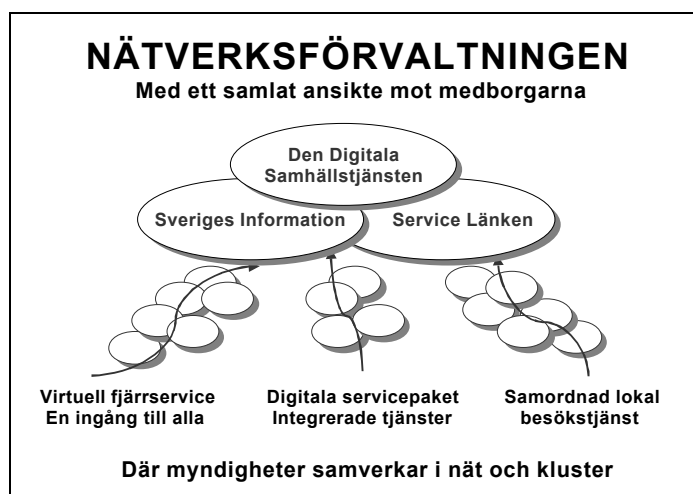 NÄTVERKSFÖRVALTNINGEN
Med ett samlat ansikte mot medborgarna
Den Digitala
Samhällstjänsten
Sveriges Information
Service Länken
Virtuell fjärrservice
En ingång till alla
Digitala servicepaket
Integrerade tjänster
Samordnad lokal
besökstjänst
Där myndigheter samverkar i nät och kluster